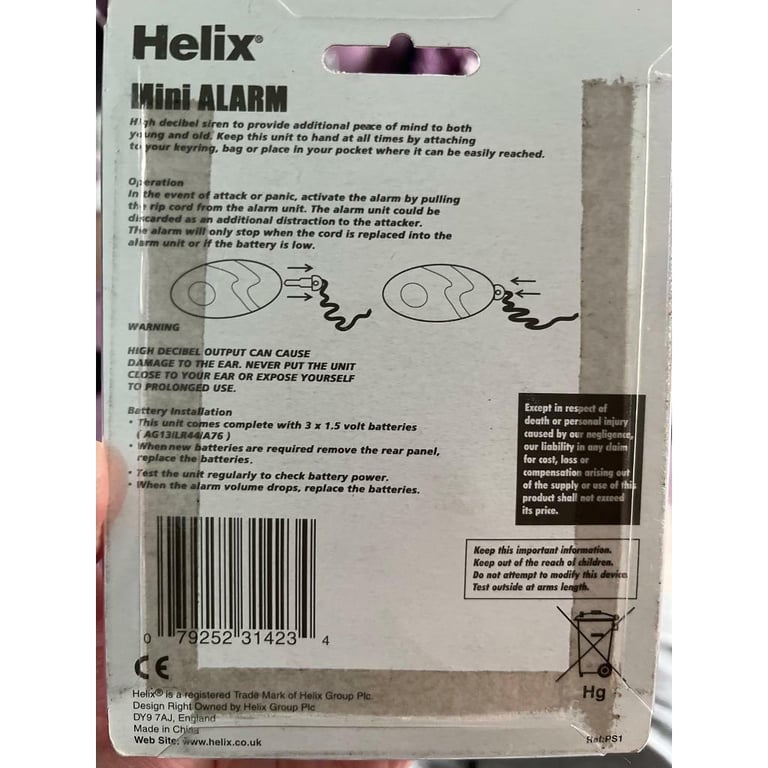 Helix®
Mini ALARM
High decibel siren to provide additional peace of mind to both
young and old. Keep this unit to hand at all times by attaching
to your keyring, bag or place in your pocket where it can be easily reached.
Operation
In the event of attack or panic, activate the alarm by pulling
the rip cord from the alarm unit. The alarm unit could be
discarded as an additional distraction to the attacker.
The alarm will only stop when the cord is replaced into the
alarm unit or if the battery is low.
WARNING
HIGH DECIBEL OUTPUT CAN CAUSE
DAMAGE TO THE EAR. NEVER PUT THE UNIT
CLOSE TO YOUR EAR OR EXPOSE YOURSELF
TO PROLONGED USE.
Battery Installation
• This unit comes complete with 3 x 1.5 volt batteries
( AG13/LR44/A76 )
• When new batteries are required remove the rear panel,
replace the batteries.
• Test the unit regularly to check battery power.
• When the alarm volume drops, replace the batteries.
Except in respect of
death or personal injury
caused by our negligence,
our liability in any claim
for cost, loss or
compensation arising out
of the supply or use of this
product shall not exceed
its price.
Keep this important information.
Keep out of the reach of children.
Do not attempt to modify this device.
Test outside at arms length.
0 79252 31423 4
CE
Hg
Helix® is a registered Trade Mark of Helix Group Plc.
Design Right Owned by Helix Group Plc
DY9 7AJ, England
Made in China
Web Site: www.helix.co.uk
Ref:PS1